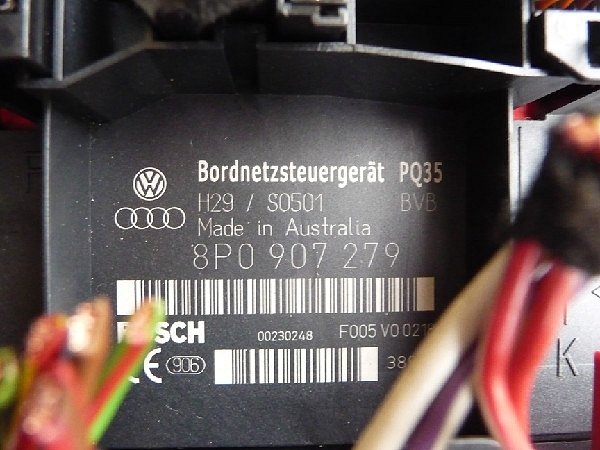 Bordnetzsteuergerät PQ35
H29 / S0501 BVB
Made in Australia
8P0 907 279
00230248
CE 906
K